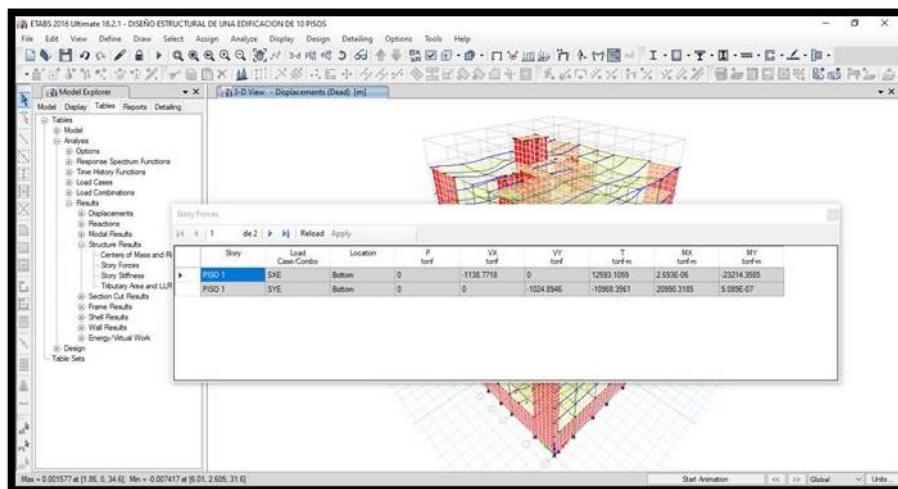 ETABS 2016 Ultimate 16.2.1 - DISEÑO ESTRUCTURAL DE UNA EDIFICACION DE 10 PISOS
File Edit View Define Draw Select Assign Analyze Display Design Detailing Options Tools Help
Model Explorer
3-D View - Displacements (Dead) [m]
Model Display Tables Reports Detailing
Tables
Model
Analysis
Options
Response Spectrum Functions
Time History Functions
Load Cases
Load Combinations
Results
Displacements
Reactions
Modal Results
Structure Results
Centers of Mass and Ri
Story Forces
Story Stiffness
Tributary Area and LLR
Section Cut Results
Frame Results
Shell Results
Wall Results
Energy/Virtual Work
Design
Table Sets
Story Forces
1 de 2 Reload Apply
Story Load Case/Combo Location P tonf VX tonf VY tonf T tonf-m MX tonf-m MY tonf-m
PISO 1 SXE Bottom 0 -1138.7718 0 12593.1059 2.693E-06 -23214.3585
PISO 1 SYE Bottom 0 0 -1024.8946 -10968.3561 20990.3185 5.089E-07
Max = 0.001577 at [1.86, 0, 34.6]; Min = -0.007417 at [6.01, 2.605, 31.6]
Start Animation << >> Global Units...